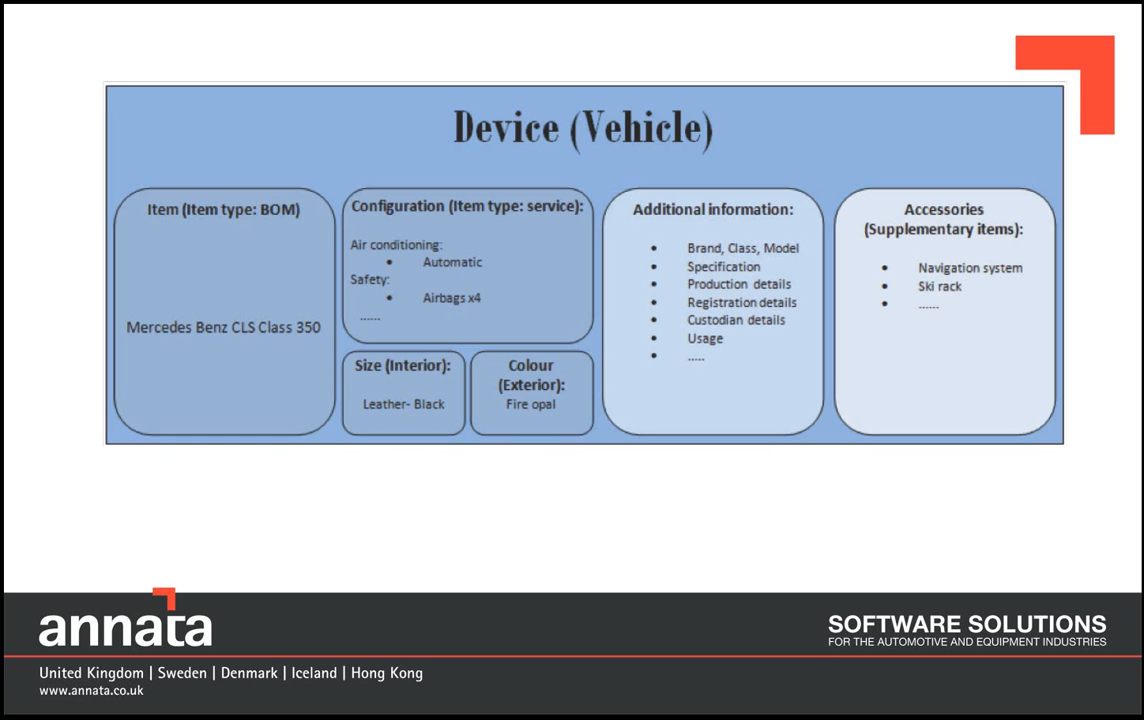 Device (Vehicle)
Item (Item type: BOM)
Mercedes Benz CLS Class 350
Configuration (Item type: service):
Air conditioning:
• Automatic
Safety:
• Airbags x4
......
Size (Interior):
Leather- Black
Colour
(Exterior):
Fire opal
Additional information:
• Brand, Class, Model
• Specification
• Production details
• Registration details
• Custodian details
• Usage
• .....
Accessories
(Supplementary items):
• Navigation system
• Ski rack
• ......
annata
United Kingdom | Sweden | Denmark | Iceland | Hong Kong
www.annata.co.uk
SOFTWARE SOLUTIONS
FOR THE AUTOMOTIVE AND EQUIPMENT INDUSTRIES